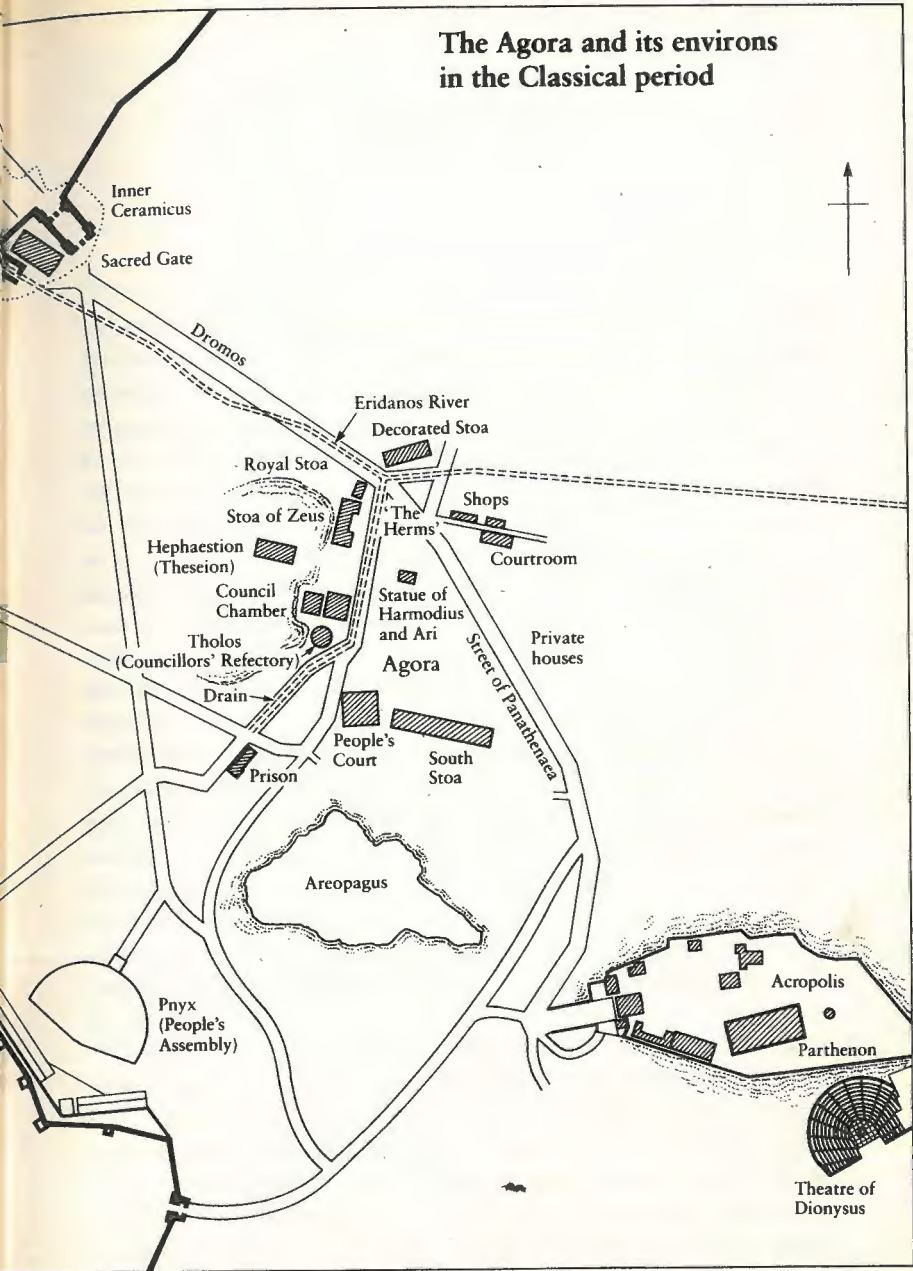 The Agora and its environs
in the Classical period
Inner
Ceramicus
Sacred Gate
Dromos
Eridanos River
Decorated Stoa
Royal Stoa
Shops
Stoa of Zeus
The
Herms'
Hephaestion
(Theseion)
Courtroom
Council
Chamber
Statue of
Harmodius
and Ari
Tholos
(Councillors' Refectory)
Private
houses
Street of Panathenaea
Agora
Drain
People's
Court
South
Stoa
Prison
Areopagus
Pnyx
(People's
Assembly)
Acropolis
Parthenon
Theatre of
Dionysus